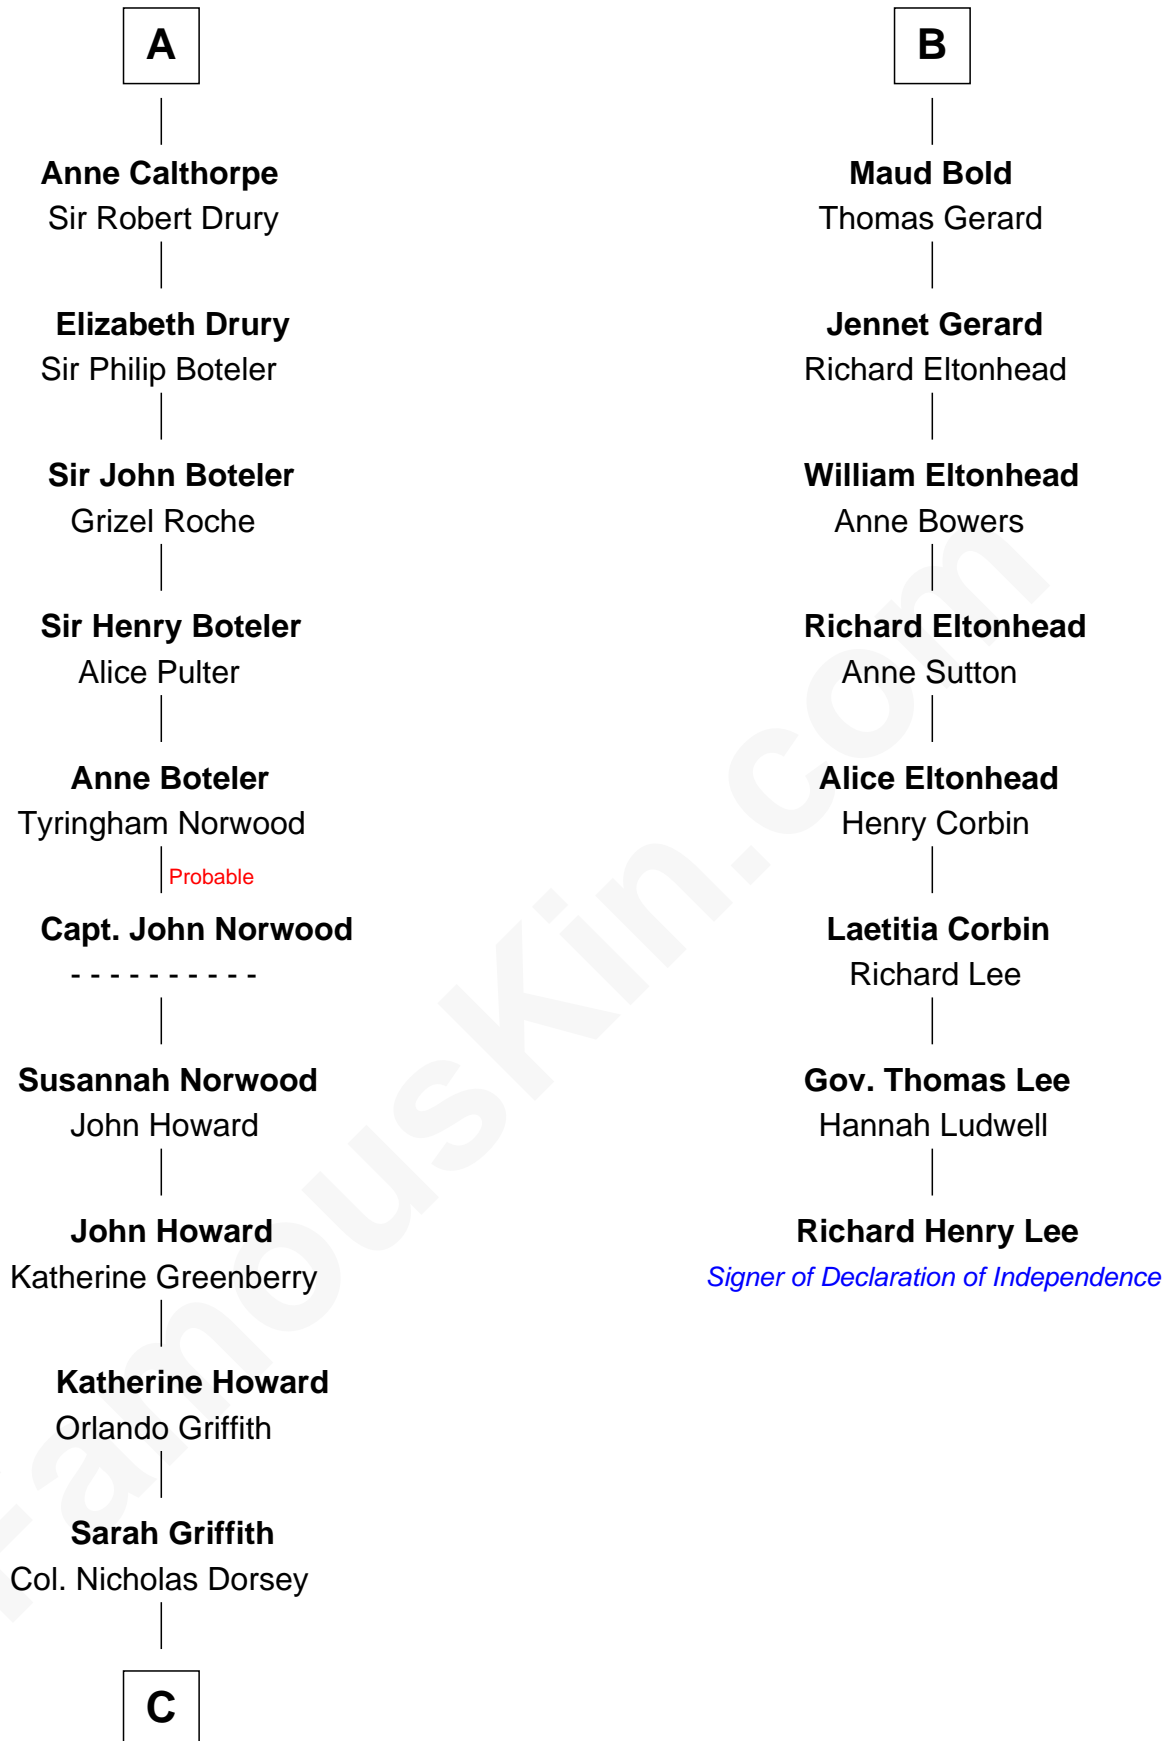 A
Anne Calthorpe
Sir Robert Drury
Elizabeth Drury
Sir Philip Boteler
Sir John Boteler
Grizel Roche
Sir Henry Boteler
Alice Pulter
Anne Boteler
Tyringham Norwood
Probable
Capt. John Norwood
- - - - - - - - - -
Susannah Norwood
John Howard
John Howard
Katherine Greenberry
Katherine Howard
Orlando Griffith
Sarah Griffith
Col. Nicholas Dorsey
C
B
Maud Bold
Thomas Gerard
Jennet Gerard
Richard Eltonhead
William Eltonhead
Anne Bowers
Richard Eltonhead
Anne Sutton
Alice Eltonhead
Henry Corbin
Laetitia Corbin
Richard Lee
Gov. Thomas Lee
Hannah Ludwell
Richard Henry Lee
Signer of Declaration of Independence
FamousKin.com